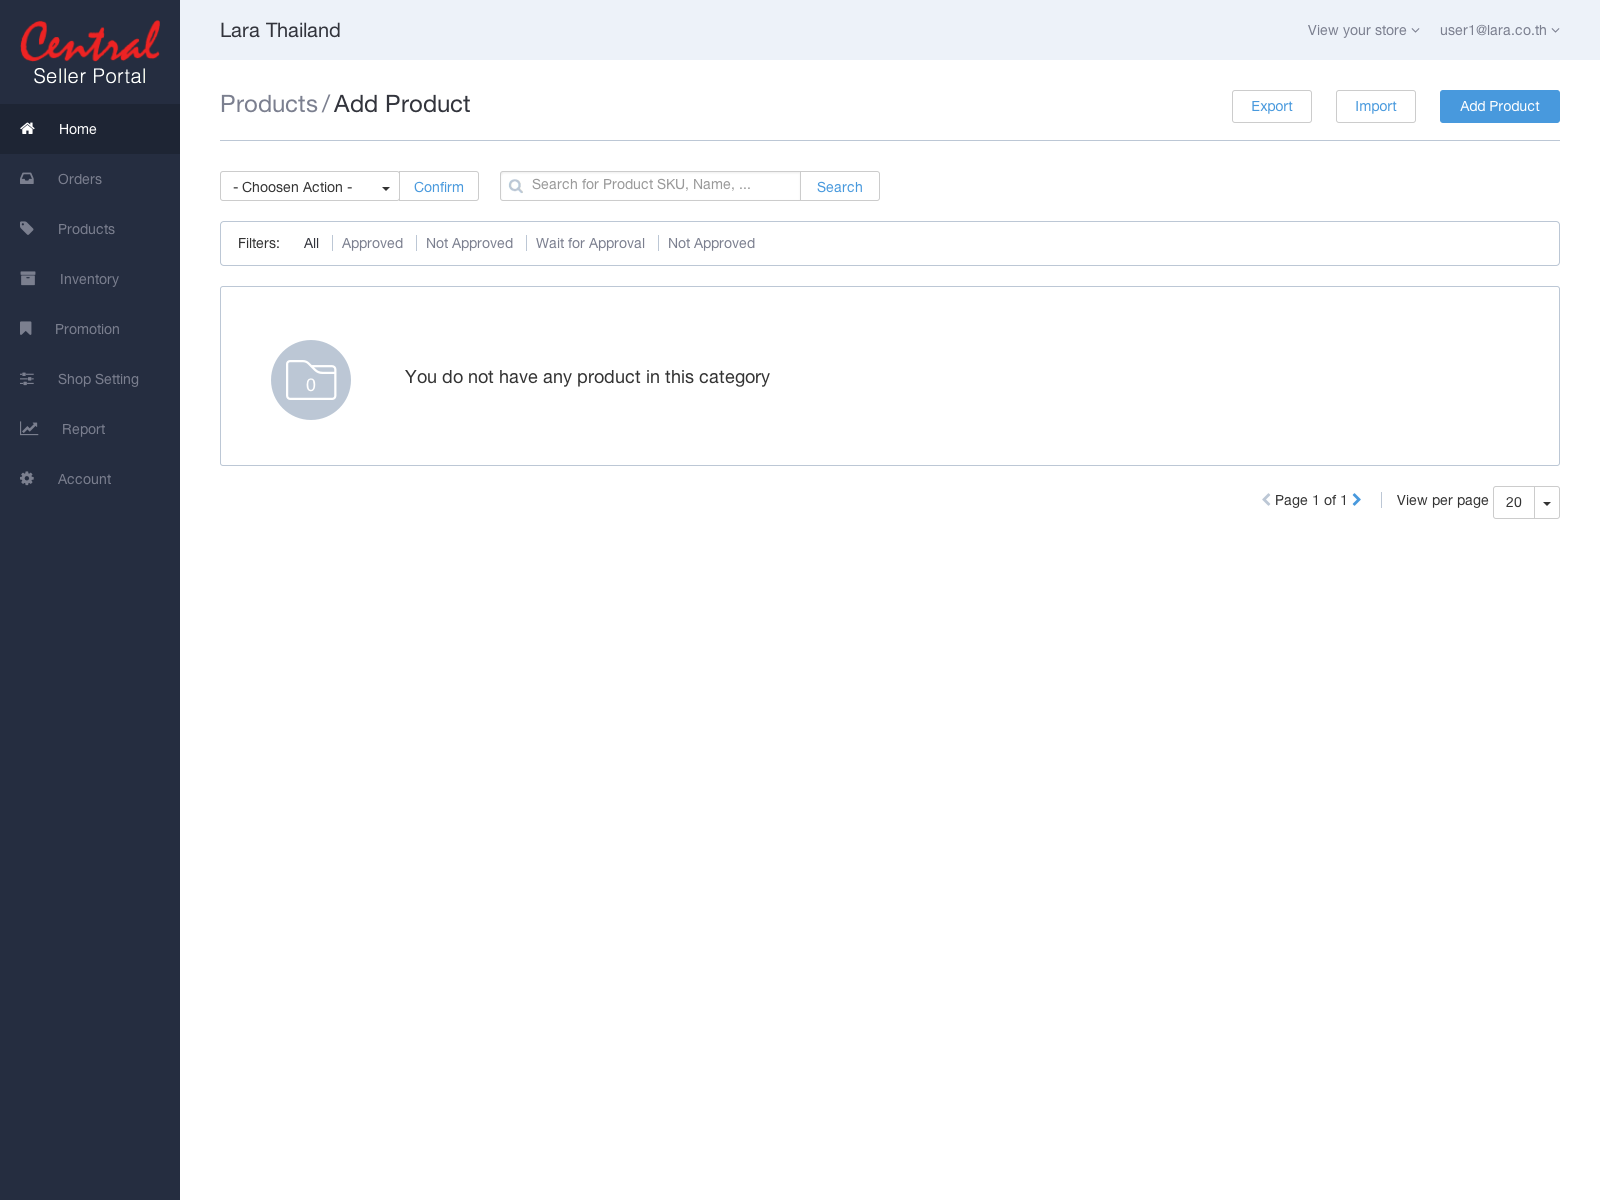 Central
Seller Portal
Lara Thailand
View your store
user1@lara.co.th
Home
Orders
Products
Inventory
Promotion
Shop Setting
Report
Account
Products / Add Product
Export
Import
Add Product
- Choosen Action -
Confirm
Search for Product SKU, Name, ...
Search
Filters: All Approved Not Approved Wait for Approval Not Approved
0
You do not have any product in this category
Page 1 of 1
View per page 20